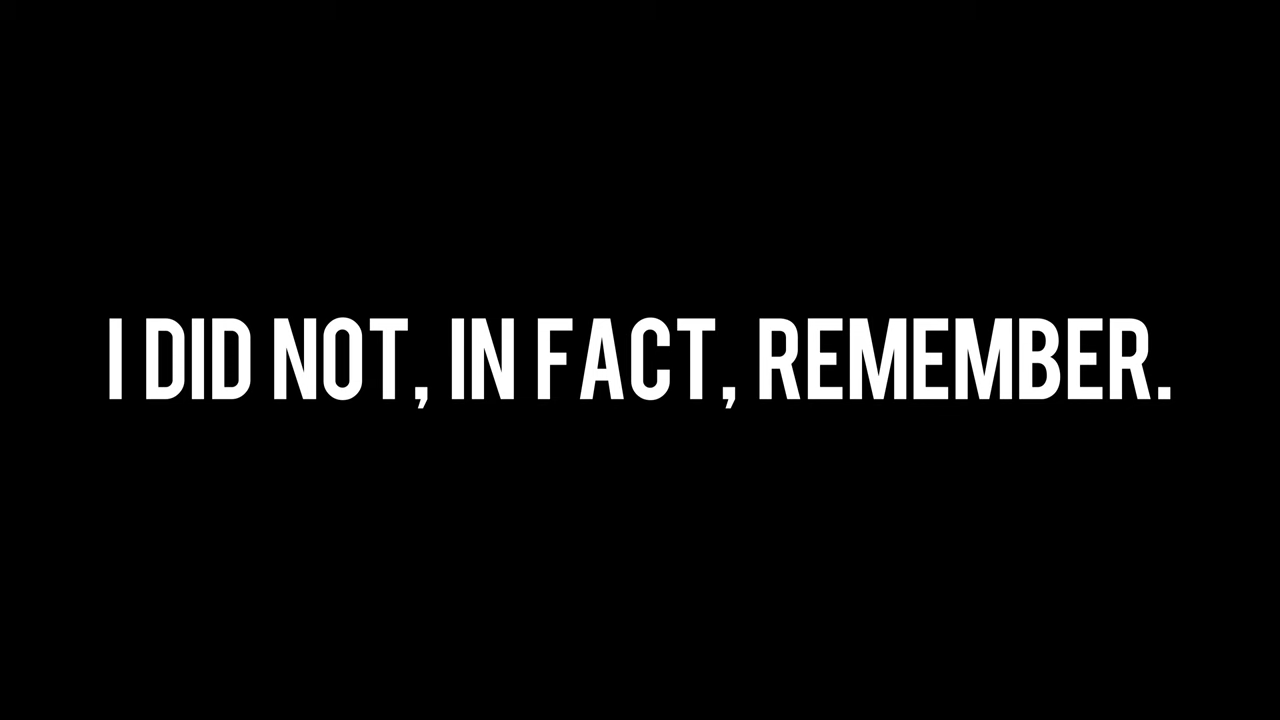 I DID NOT, IN FACT, REMEMBER.